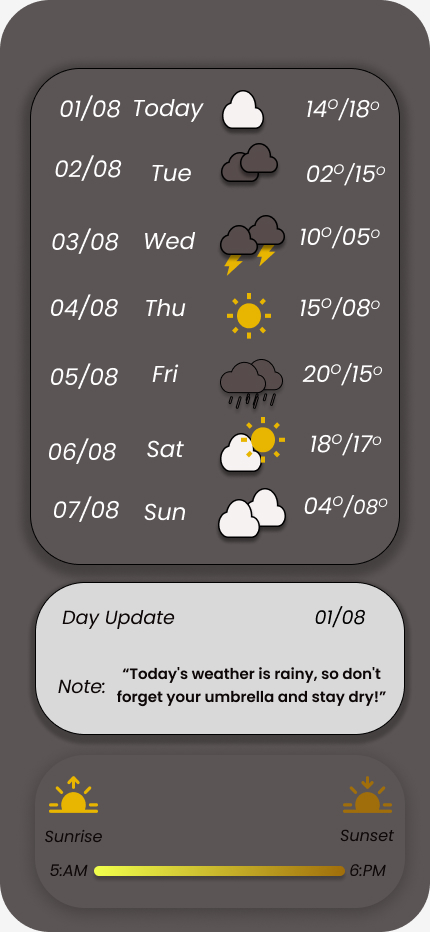 01/08 Today 14°/18°
02/08 Tue 02°/15°
03/08 Wed 10°/05°
04/08 Thu 15°/08°
05/08 Fri 20°/15°
06/08 Sat 18°/17°
07/08 Sun 04°/08°
Day Update 01/08
Note: “Today's weather is rainy, so don't
forget your umbrella and stay dry!”
Sunrise Sunset
5:AM 6:PM